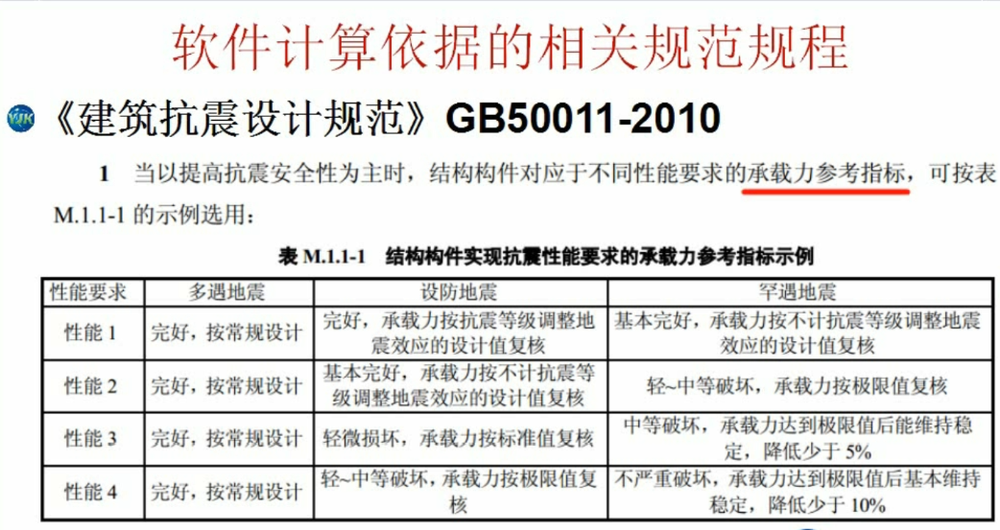 软件计算依据的相关规范规程
YJK
《建筑抗震设计规范》GB50011-2010
1 当以提高抗震安全性为主时，结构构件对应于不同性能要求的承载力参考指标，可按表
M.1.1-1 的示例选用：
表 M.1.1-1 结构构件实现抗震性能要求的承载力参考指标示例
性能要求 多遇地震 设防地震 罕遇地震
性能 1 完好，按常规设计 完好，承载力按抗震等级调整地
震效应的设计值复核 基本完好，承载力按不计抗震等级调整地震
效应的设计值复核
性能 2 完好，按常规设计 基本完好，承载力按不计抗震等
级调整地震效应的设计值复核 轻~中等破坏，承载力按极限值复核
性能 3 完好，按常规设计 轻微损坏，承载力按标准值复核 中等破坏，承载力达到极限值后能维持稳
定，降低少于 5%
性能 4 完好，按常规设计 轻~中等破坏，承载力按极限值复
核 不严重破坏，承载力达到极限值后基本维持
稳定，降低少于 10%